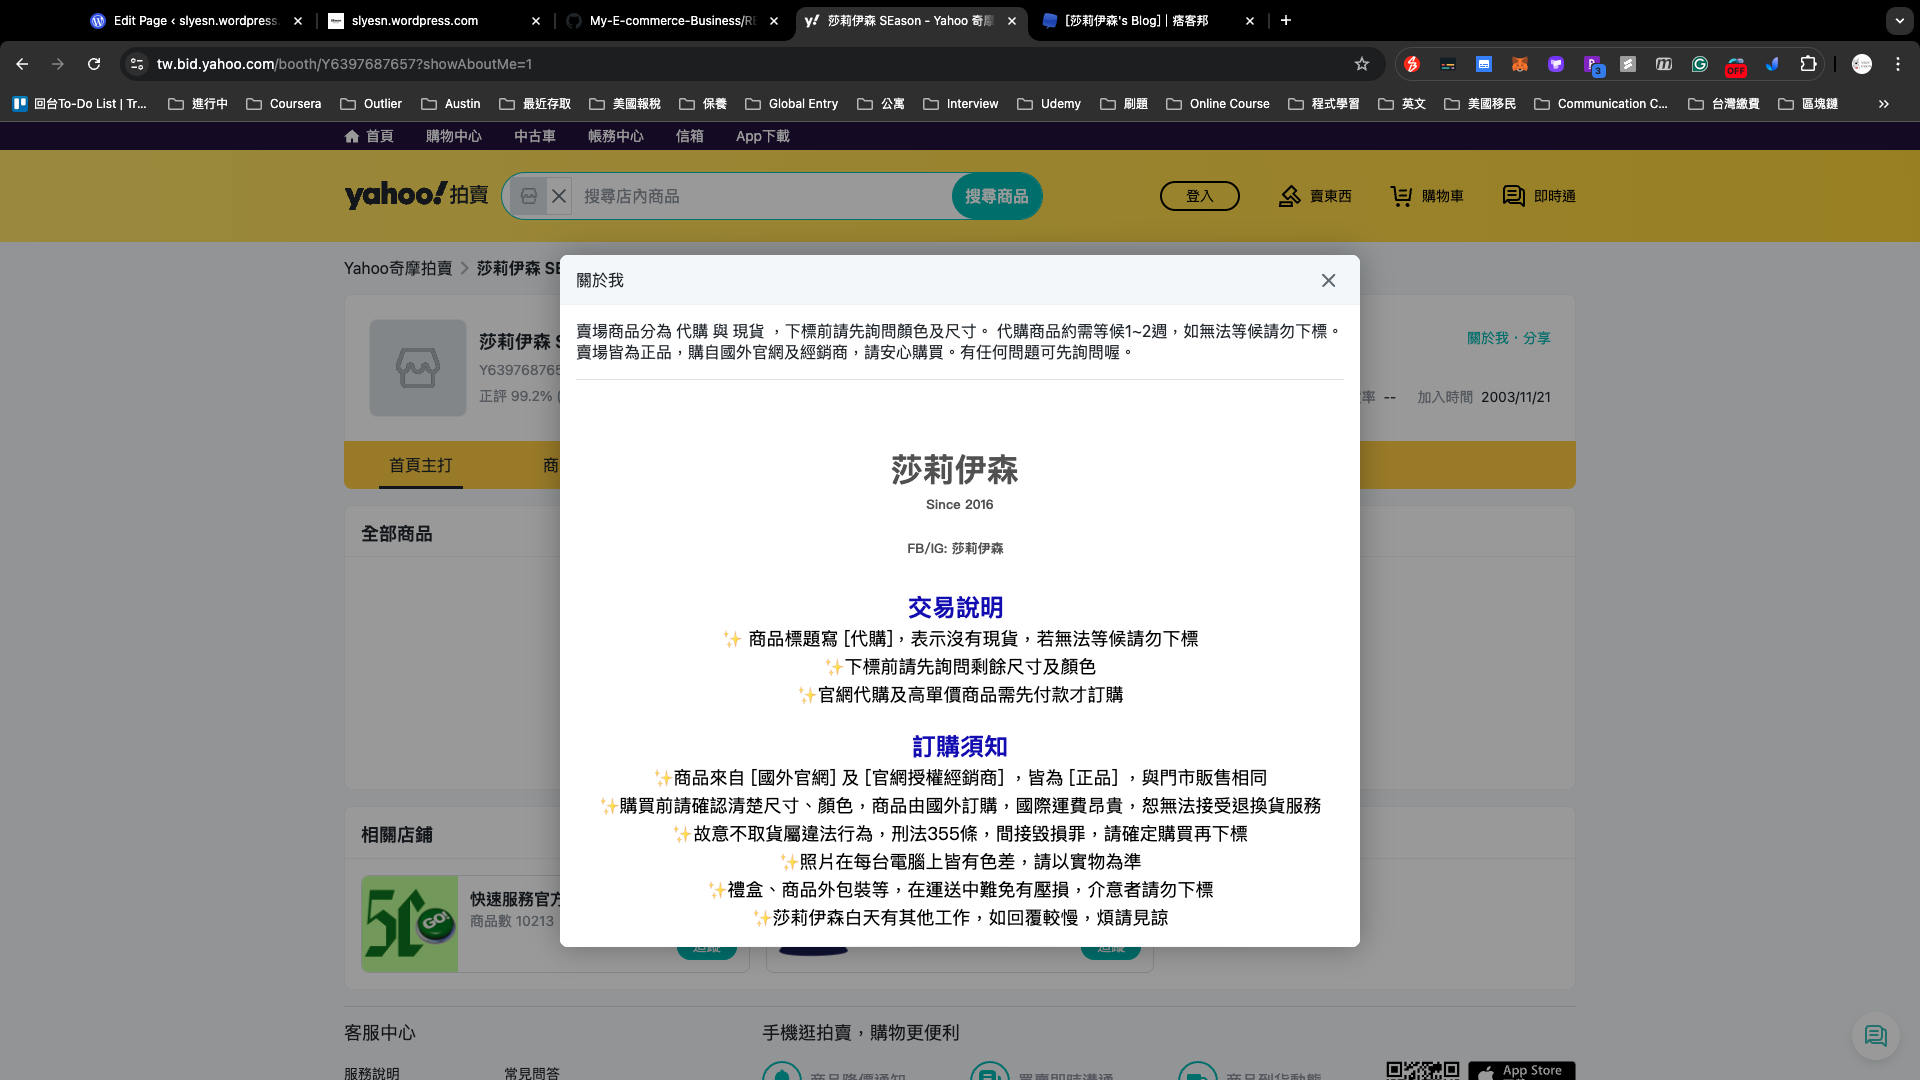 Edit Page ‹ slyesn.wordpress.
slyesn.wordpress.com
My-E-commerce-Business/RE
莎莉伊森 SEason - Yahoo 奇摩
[莎莉伊森's Blog] | 痞客邦
tw.bid.yahoo.com/booth/Y6397687657?showAboutMe=1
3
OFF
回台To-Do List | Tr...
進行中
Coursera
Outlier
Austin
最近存取
美國報稅
保養
Global Entry
公寓
Interview
Udemy
刷題
Online Course
程式學習
英文
美國移民
Communication C...
台灣繳費
區塊鏈
首頁
購物中心
中古車
帳務中心
信箱
App下載
yahoo!拍賣
搜尋店內商品
搜尋商品
登入
賣東西
購物車
即時通
Yahoo奇摩拍賣
莎莉伊森 SE
莎莉伊森 S
Y639768765
正評 99.2% (
關於我・分享
率 --
加入時間 2003/11/21
首頁主打
商
全部商品
關於我
賣場商品分為 代購 與 現貨 ，下標前請先詢問顏色及尺寸。 代購商品約需等候1~2週，如無法等候請勿下標。
賣場皆為正品，購自國外官網及經銷商，請安心購買。有任何問題可先詢問喔。
莎莉伊森
Since 2016
FB/IG: 莎莉伊森
交易說明
✨ 商品標題寫 [代購]，表示沒有現貨，若無法等候請勿下標
✨下標前請先詢問剩餘尺寸及顏色
✨官網代購及高單價商品需先付款才訂購
訂購須知
✨商品來自 [國外官網] 及 [官網授權經銷商] ，皆為 [正品] ，與門市販售相同
✨購買前請確認清楚尺寸、顏色，商品由國外訂購，國際運費昂貴，恕無法接受退換貨服務
✨故意不取貨屬違法行為，刑法355條，間接毀損罪，請確定購買再下標
✨照片在每台電腦上皆有色差，請以實物為準
✨禮盒、商品外包裝等，在運送中難免有壓損，介意者請勿下標
✨莎莉伊森白天有其他工作，如回覆較慢，煩請見諒
相關店鋪
GO!
快速服務官方
商品數 10213
追蹤
追蹤
客服中心
手機逛拍賣，購物更便利
服務說明
常見問答
商品降價通知
買賣即時溝通
商品到貨動態
App Store